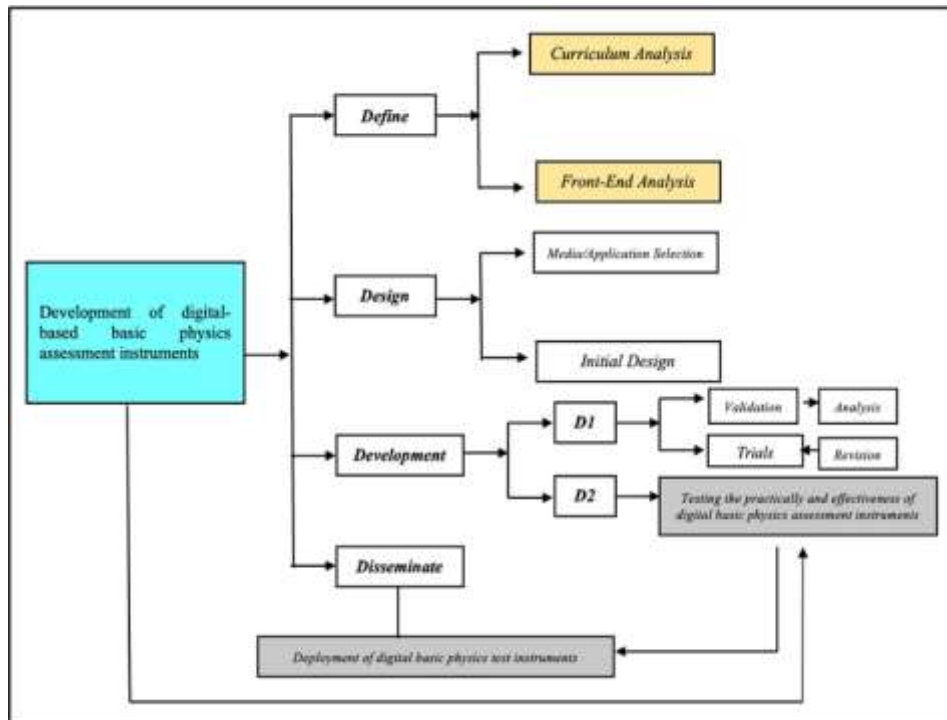 Curriculum Analysis
Define
Front-End Analysis
Media/Application Selection
Development of digital-
based basic physics
assessment instruments
Design
Initial Design
D1
Validation
Analysis
Development
Trials
Revision
D2
Testing the practically and effectiveness of
digital basic physics assessment instruments
Disseminate
Deployment of digital basic physics test instruments